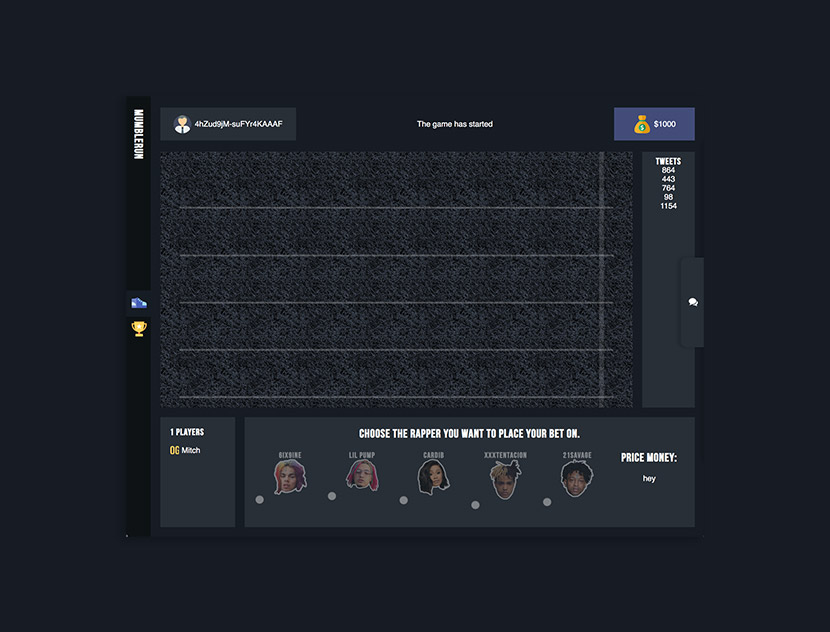 MUMBLERUN
4hZud9jM-suFYr4KAAAF
The game has started
$1000
TWEETS
864
443
764
98
1154
1 PLAYERS
OG Mitch
CHOOSE THE RAPPER YOU WANT TO PLACE YOUR BET ON.
6IX9INE
LIL PUMP
CARDIB
XXXTENTACION
21SAVAGE
PRICE MONEY:
hey